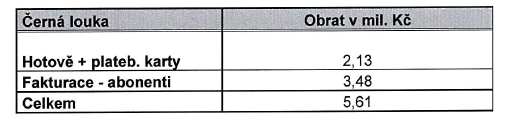 Černá louka Obrat v mil. Kč
Hotově + plateb. karty 2,13
Fakturace - abonenti 3,48
Celkem 5,61